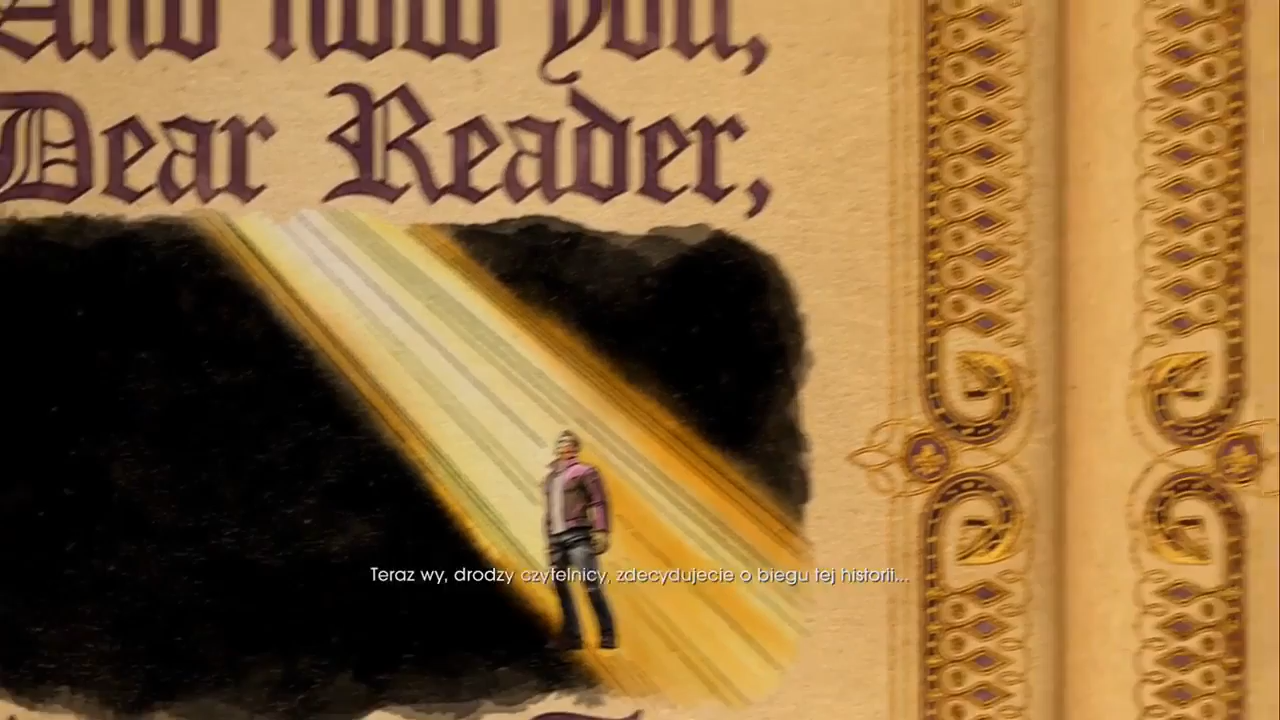 And now you,
Dear Reader,
Teraz wy, drodzy czytelnicy, zdecydujecie o biegu tej historii...